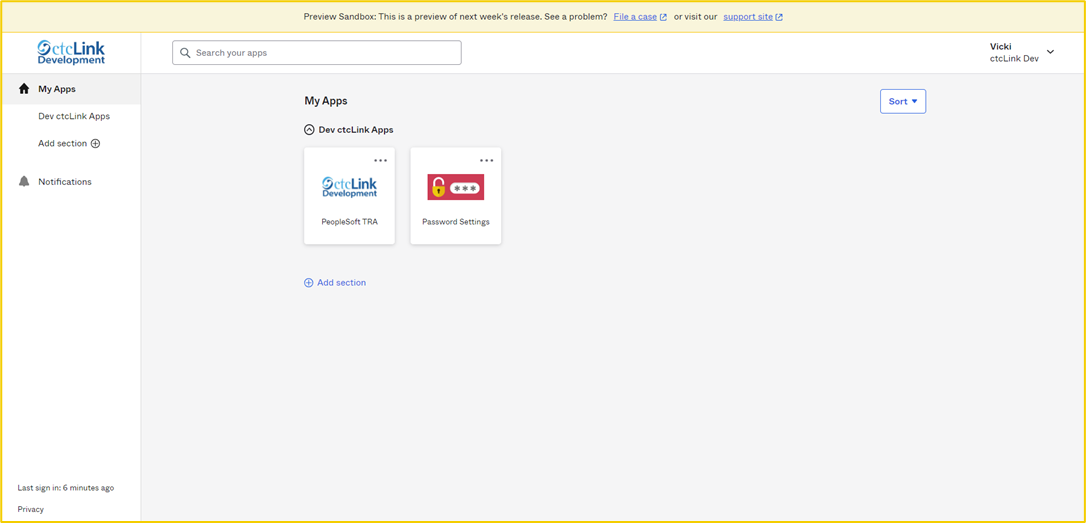 Preview Sandbox: This is a preview of next week's release. See a problem? File a case or visit our support site
ctcLink
Development
Search your apps
Vicki
ctcLink Dev
My Apps
Dev ctcLink Apps
Add section
Notifications
Last sign in: 6 minutes ago
Privacy
My Apps
Sort
Dev ctcLink Apps
ctcLink
Development
PeopleSoft TRA
***
Password Settings
Add section